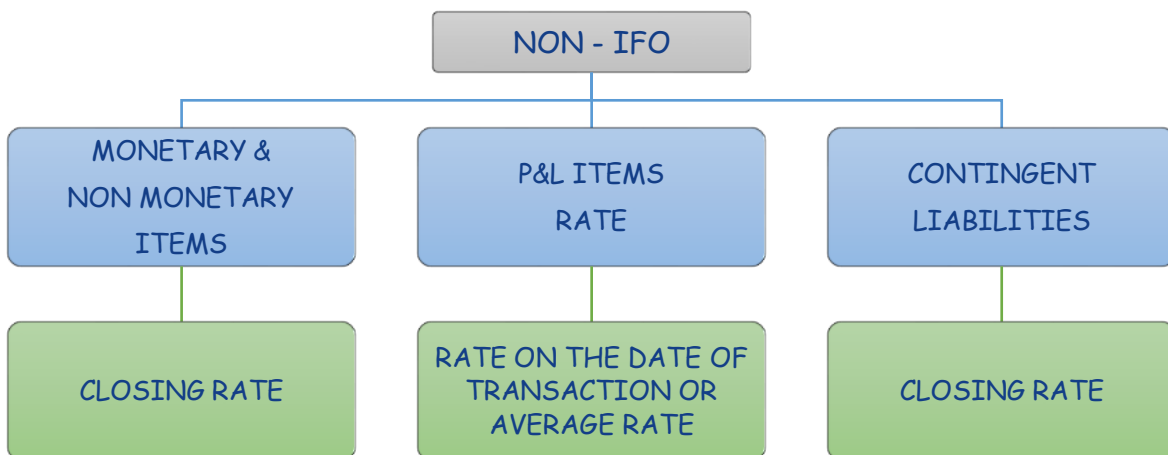 NON - IFO
MONETARY &
NON MONETARY
ITEMS
P&L ITEMS
RATE
CONTINGENT
LIABILITIES
CLOSING RATE
RATE ON THE DATE OF
TRANSACTION OR
AVERAGE RATE
CLOSING RATE